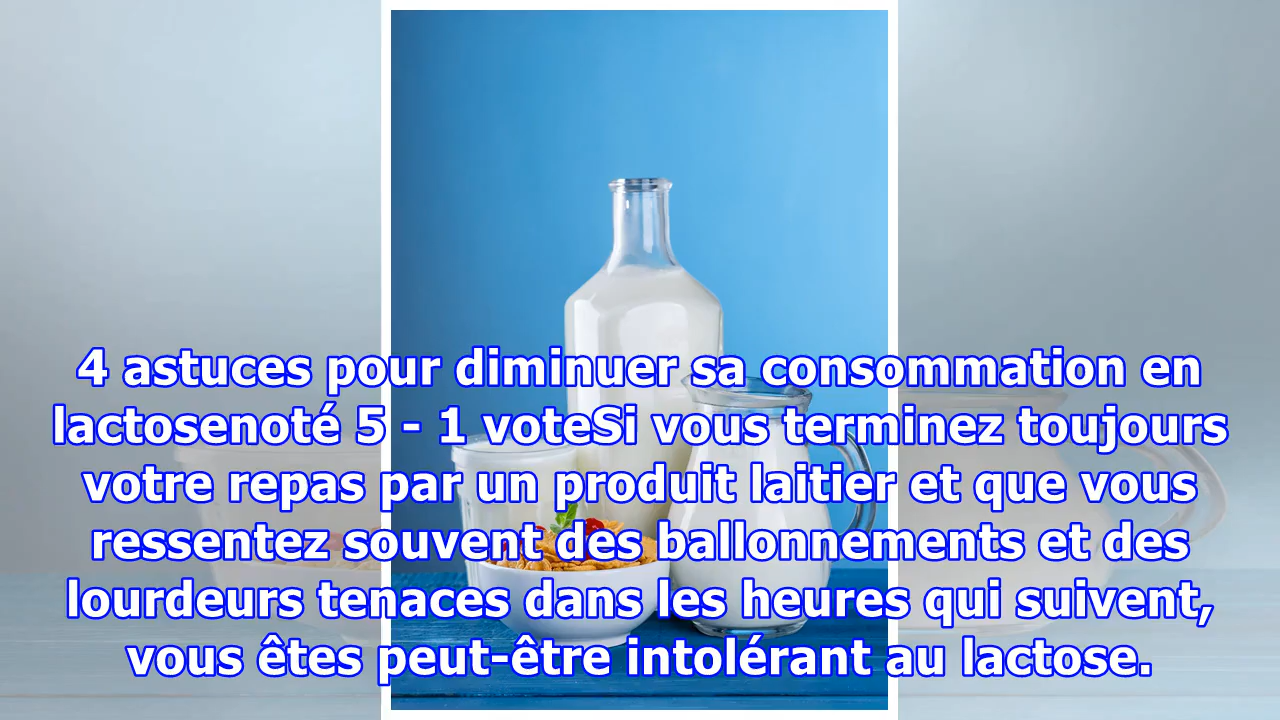 4 astuces pour diminuer sa consommation en
lactosenoté 5 - 1 voteSi vous terminez toujours
votre repas par un produit laitier et que vous
ressentez souvent des ballonnements et des
lourdeurs tenaces dans les heures qui suivent,
vous êtes peut-être intolérant au lactose.